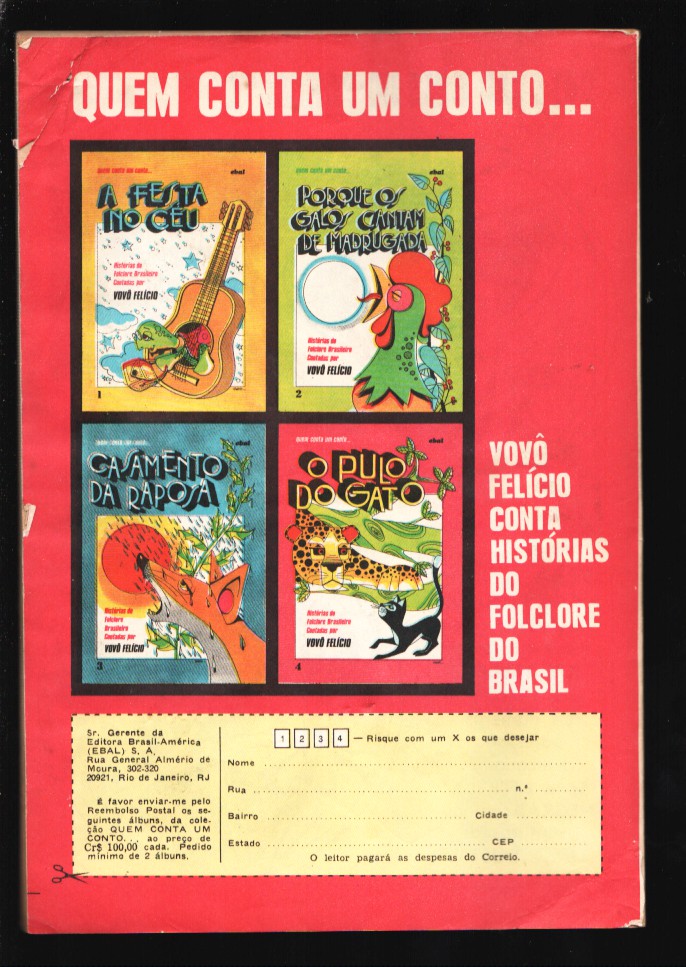 QUEM CONTA UM CONTO...
quem conta um conto...
ebal
A FESTA
NO CÉU
Histórias do
Folclore Brasileiro
Contadas por
VOVÔ FELÍCIO
1
quem conta um conto...
ebal
PORQUE OS
GALOS CANTAM
DE MADRUGADA
Histórias do
Folclore Brasileiro
Contadas por
VOVÔ FELÍCIO
2
quem conta um conto...
ebal
CASAMENTO
DA RAPOSA
Histórias do
Folclore
Brasileiro
Contadas por
VOVÔ FELÍCIO
3
quem conta um conto...
ebal
O PULO
DO GATO
Histórias do
Folclore Brasileiro
Contadas por
VOVÔ FELÍCIO
4
VOVÔ
FELÍCIO
CONTA
HISTÓRIAS
DO
FOLCLORE
DO
BRASIL
Sr. Gerente da
Editora Brasil-América
(EBAL) S. A.
Rua General Almério de
Moura, 302-320
20921, Rio de Janeiro, RJ
É favor enviar-me pelo
Reembolso Postal os se-
guintes álbuns, da cole-
ção QUEM CONTA UM
CONTO... ao preço de
Cr$ 100,00 cada. Pedido
mínimo de 2 álbuns.
1 2 3 4 — Risque com um X os que desejar
Nome
Rua n.º
Bairro Cidade
Estado CEP
O leitor pagará as despesas do Correio.